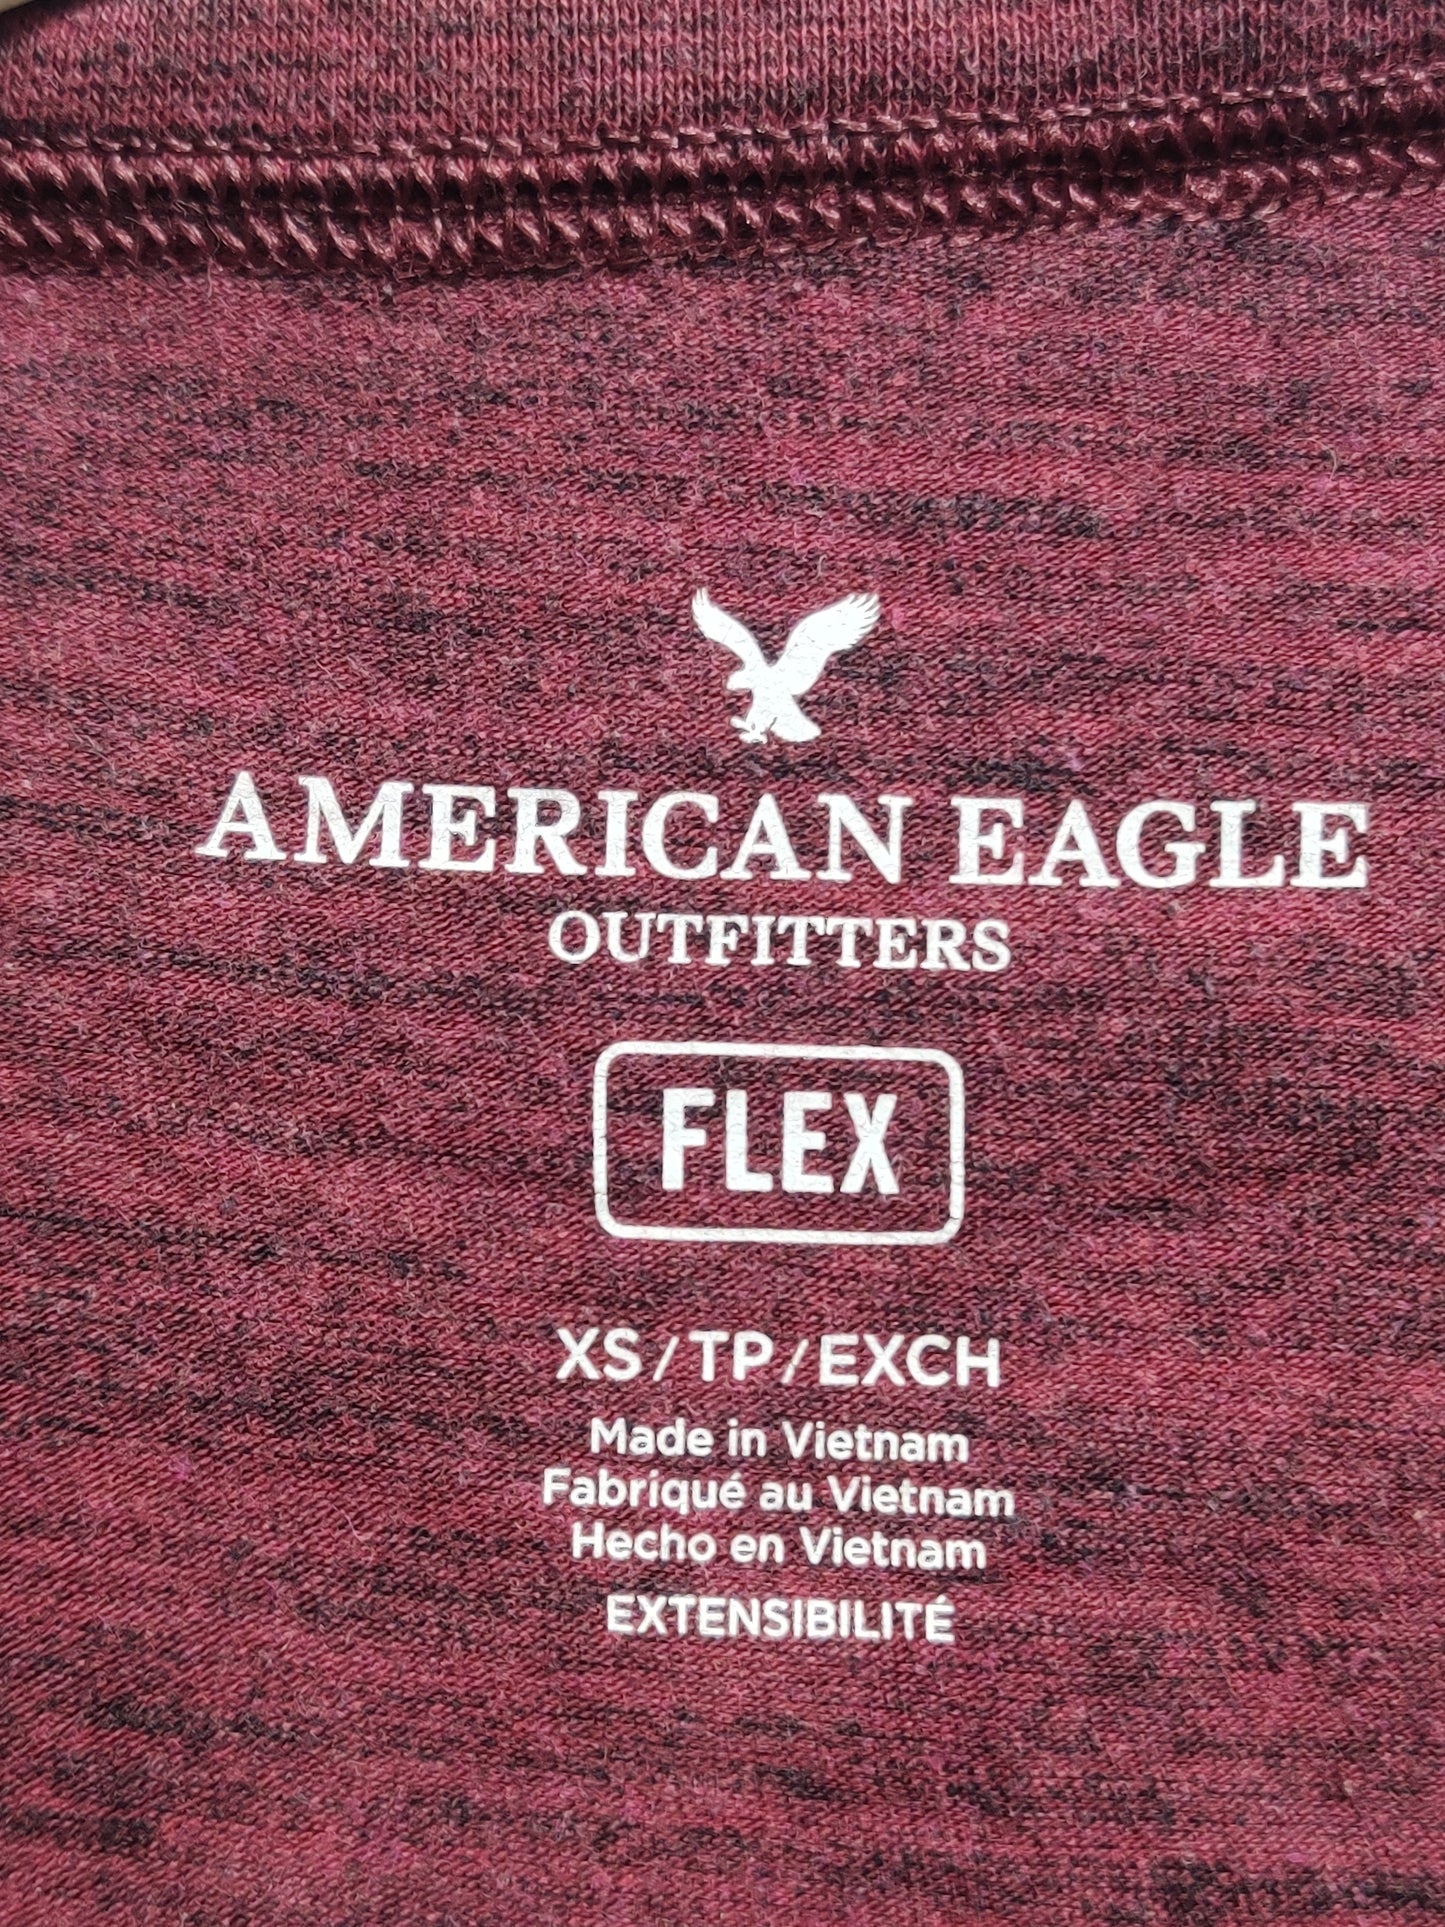 AMERICAN EAGLE
OUTFITTERS
FLEX
XS/TP/EXCH
Made in Vietnam
Fabriqué au Vietnam
Hecho en Vietnam
EXTENSIBILITÉ